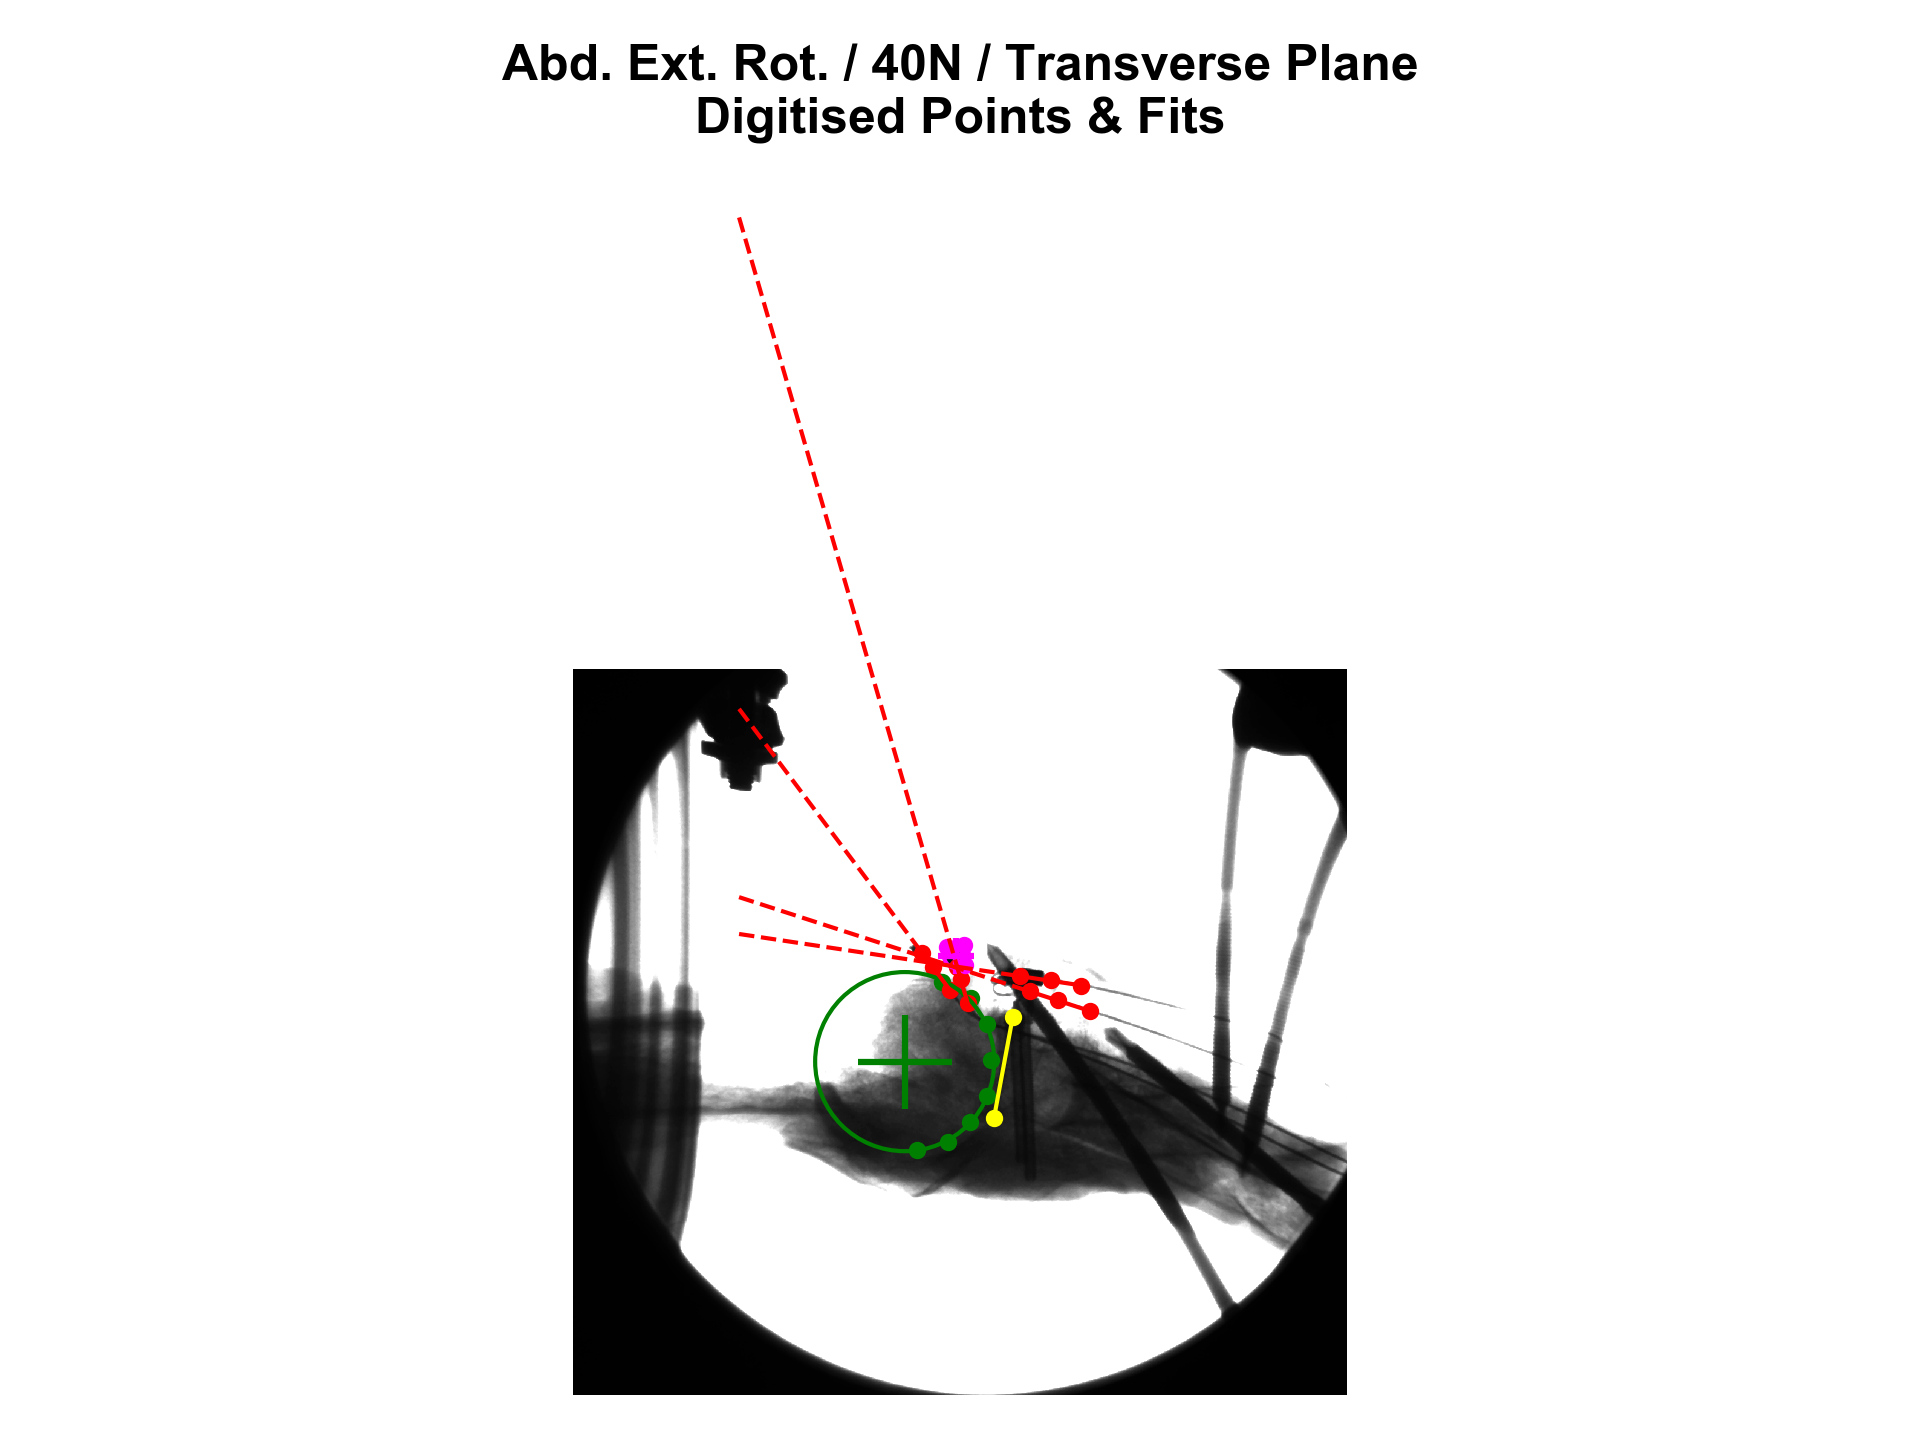 Abd. Ext. Rot. / 40N / Transverse Plane
Digitised Points & Fits